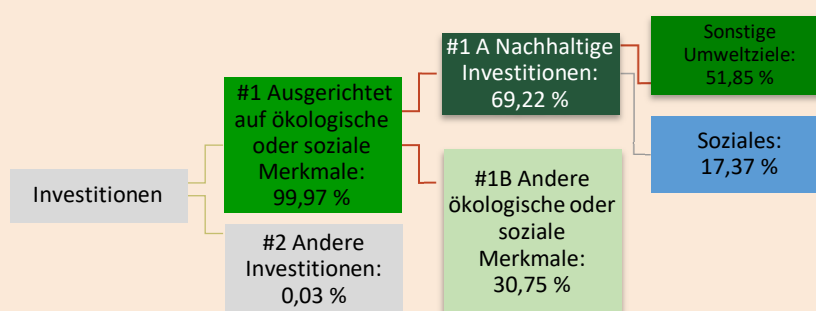 Investitionen
#1 Ausgerichtet
auf ökologische
oder soziale
Merkmale:
99,97 %
#2 Andere
Investitionen:
0,03 %
#1 A Nachhaltige
Investitionen:
69,22 %
#1B Andere
ökologische oder
soziale
Merkmale:
30,75 %
Sonstige
Umweltziele:
51,85 %
Soziales:
17,37 %